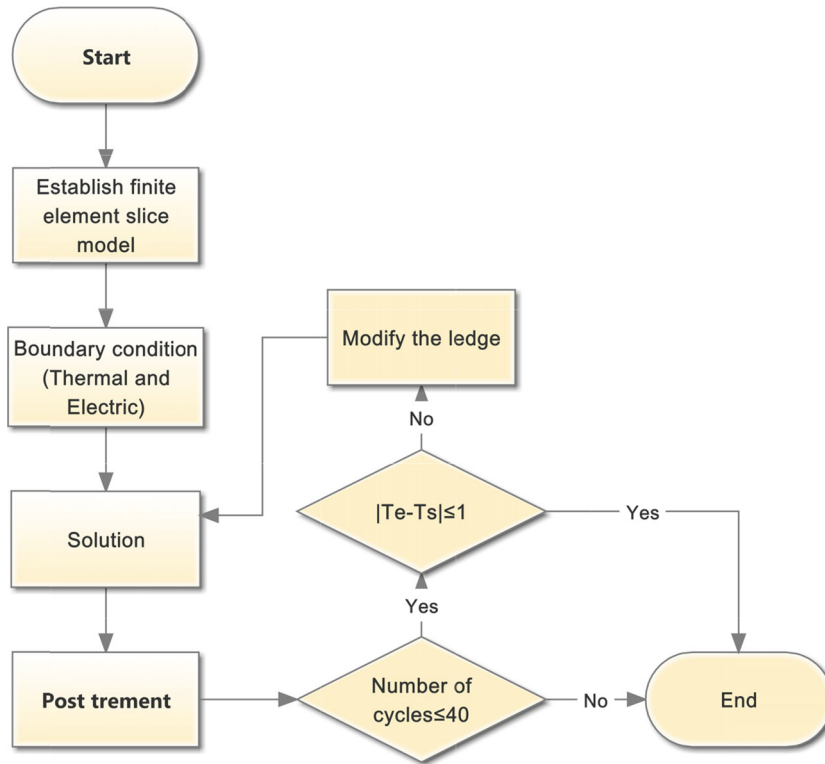 Start
Establish finite
element slice
model
Boundary condition
(Thermal and
Electric)
Modify the ledge
No
Solution
|Te-Ts|≤1
Yes
Yes
Post trement
Number of
cycles≤40
No
End